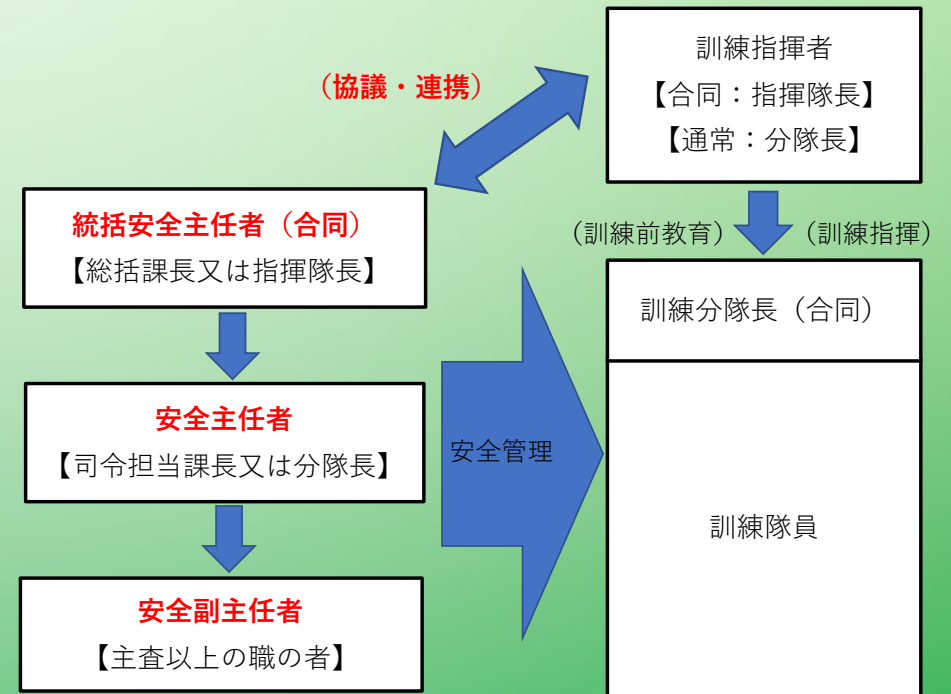 訓練指揮者
【合同：指揮隊長】
【通常：分隊長】
（協議・連携）
統括安全主任者（合同）
【総括課長又は指揮隊長】
（訓練前教育）
（訓練指揮）
訓練分隊長（合同）
安全主任者
【司令担当課長又は分隊長】
安全管理
訓練隊員
安全副主任者
【主査以上の職の者】